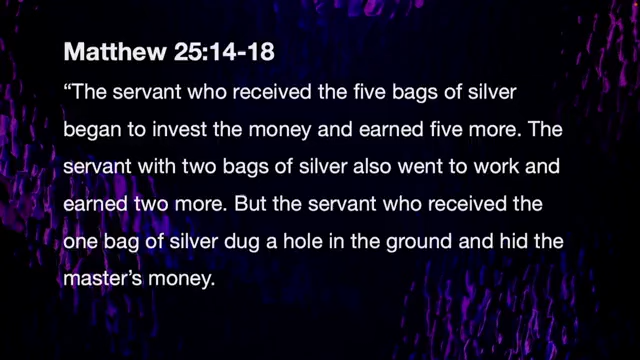 Matthew 25:14-18
“The servant who received the five bags of silver
began to invest the money and earned five more. The
servant with two bags of silver also went to work and
earned two more. But the servant who received the
one bag of silver dug a hole in the ground and hid the
master’s money.